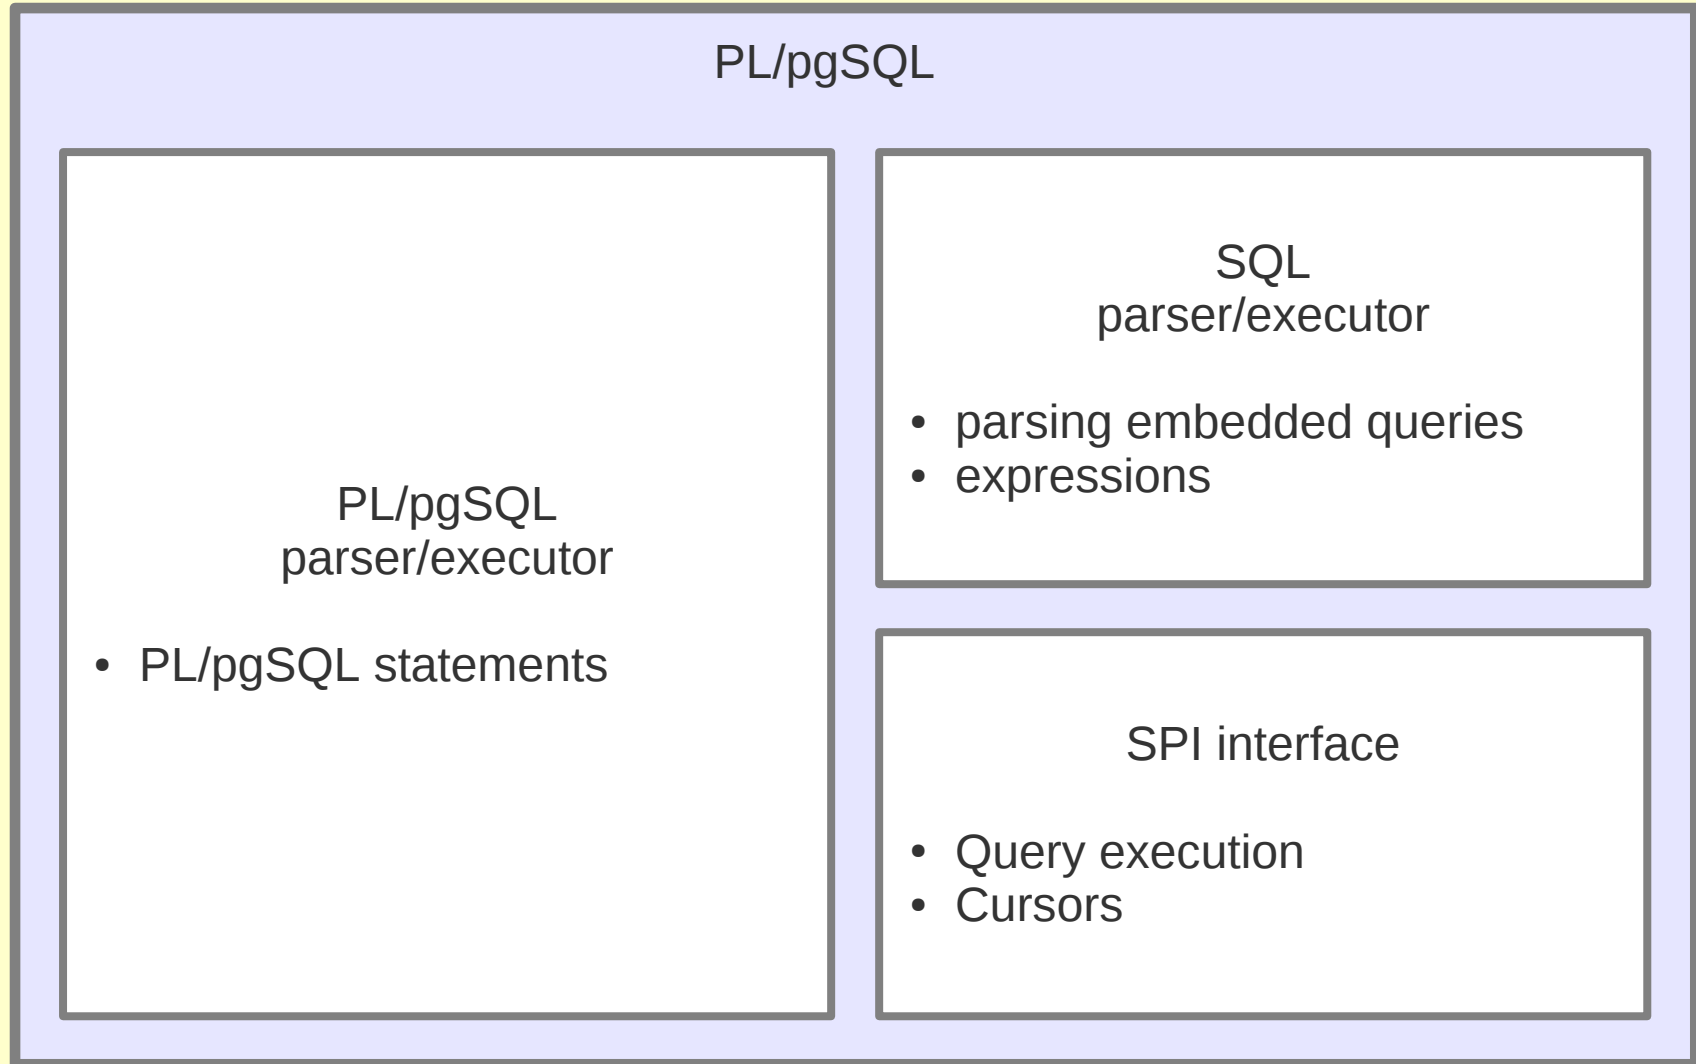 PL/pgSQL
PL/pgSQL
parser/executor
• PL/pgSQL statements
SQL
parser/executor
• parsing embedded queries
• expressions
SPI interface
• Query execution
• Cursors